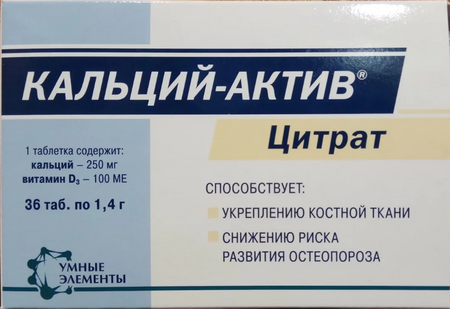 КАЛЬЦИЙ-АКТИВ®
Цитрат
1 таблетка содержит:
кальций – 250 мг
витамин D₃ – 100 МЕ
36 таб. по 1,4 г
СПОСОБСТВУЕТ:
УКРЕПЛЕНИЮ КОСТНОЙ ТКАНИ
СНИЖЕНИЮ РИСКА
РАЗВИТИЯ ОСТЕОПОРОЗА
УМНЫЕ
ЭЛЕМЕНТЫ